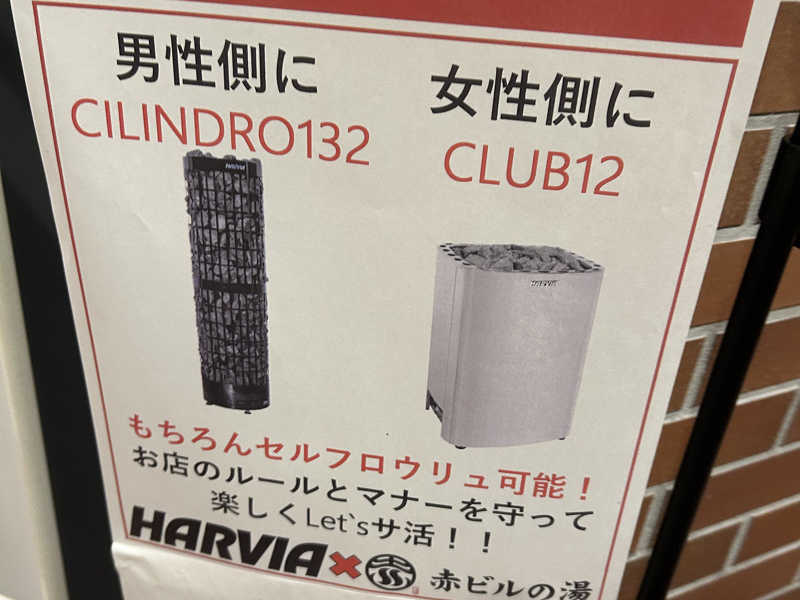 男性側に
CILINDRO132
女性側に
CLUB12
HARVIA
HARVIA
もちろんセルフロウリュ可能！
お店のルールとマナーを守って
楽しくLet`sサ活！！
HARVIA×赤ビルの湯